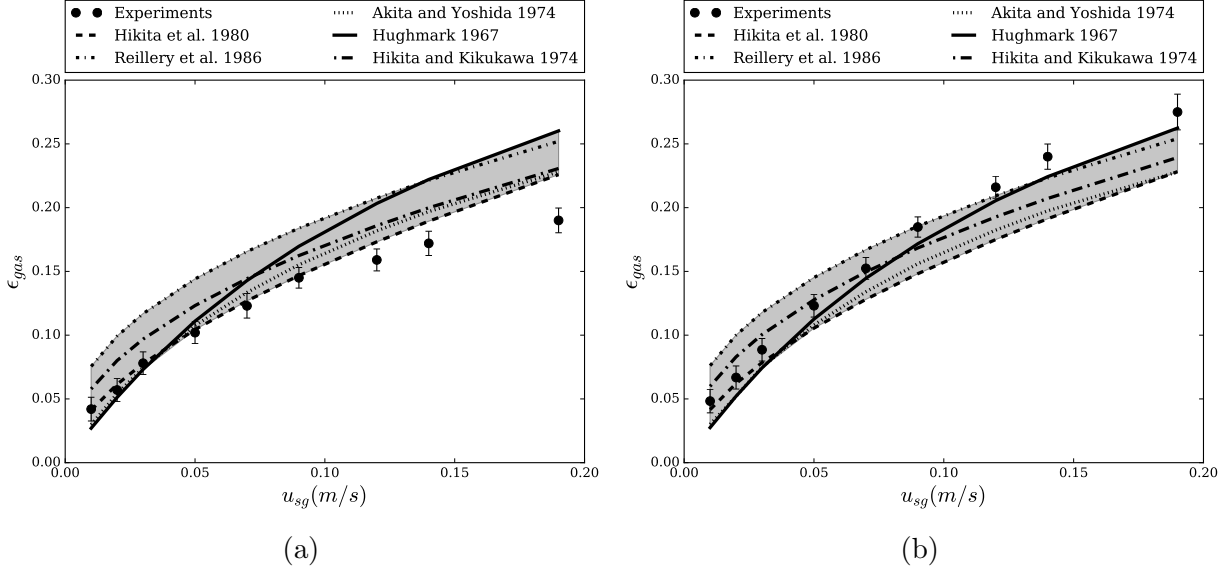 Experiments
Hikita et al. 1980
Reillery et al. 1986
Akita and Yoshida 1974
Hughmark 1967
Hikita and Kikukawa 1974
0.30
0.25
0.20
0.15
0.10
0.05
0.00
ϵgas
0.00 0.05 0.10 0.15 0.20
usg(m/s)
(a)
Experiments
Hikita et al. 1980
Reillery et al. 1986
Akita and Yoshida 1974
Hughmark 1967
Hikita and Kikukawa 1974
0.30
0.25
0.20
0.15
0.10
0.05
0.00
ϵgas
0.00 0.05 0.10 0.15 0.20
usg(m/s)
(b)